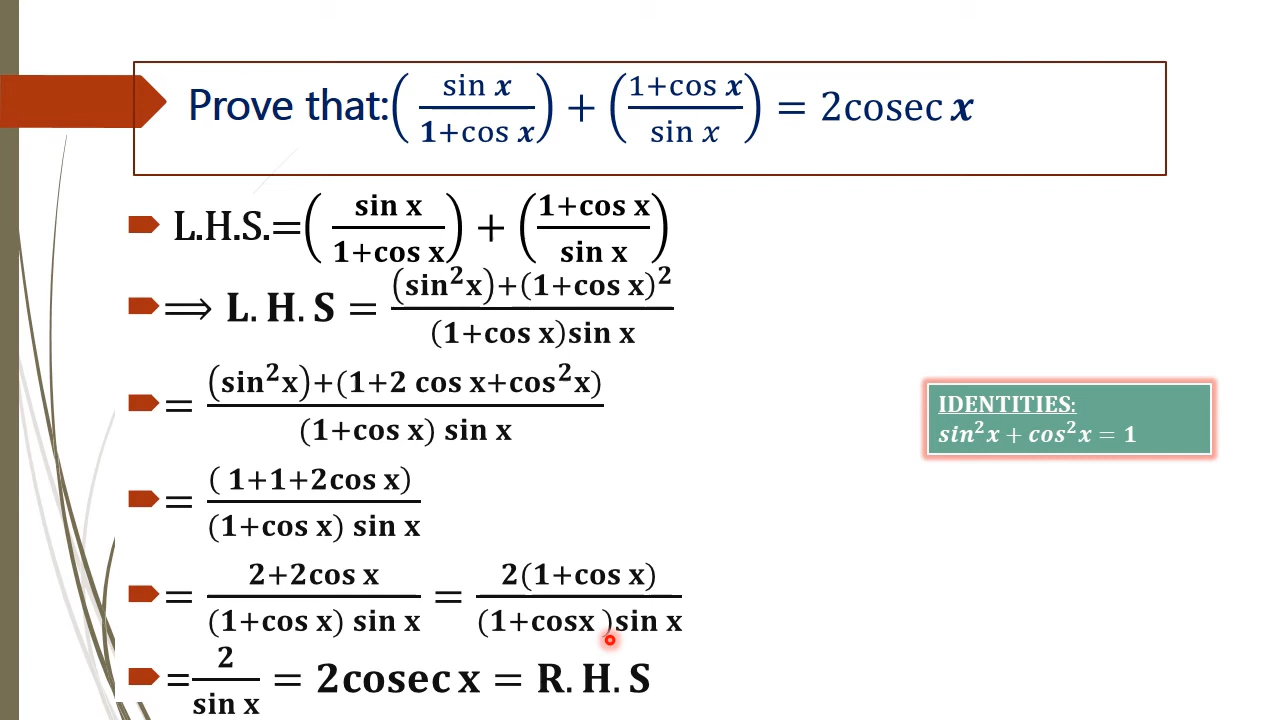 Prove that: ( sin x / 1+cos x ) + ( 1+cos x / sin x ) = 2cosec x
L.H.S.= ( sin x / 1+cos x ) + ( 1+cos x / sin x )
⟹ L.H.S = (sin²x)+(1+cos x)² / (1+cos x)sin x
= (sin²x)+(1+2 cos x+cos²x) / (1+cos x) sin x
IDENTITIES:
sin²x + cos²x = 1
= ( 1+1+2cos x) / (1+cos x) sin x
= 2+2cos x / (1+cos x) sin x = 2(1+cos x) / (1+cosx )sin x
= 2 / sin x = 2cosec x = R.H.S